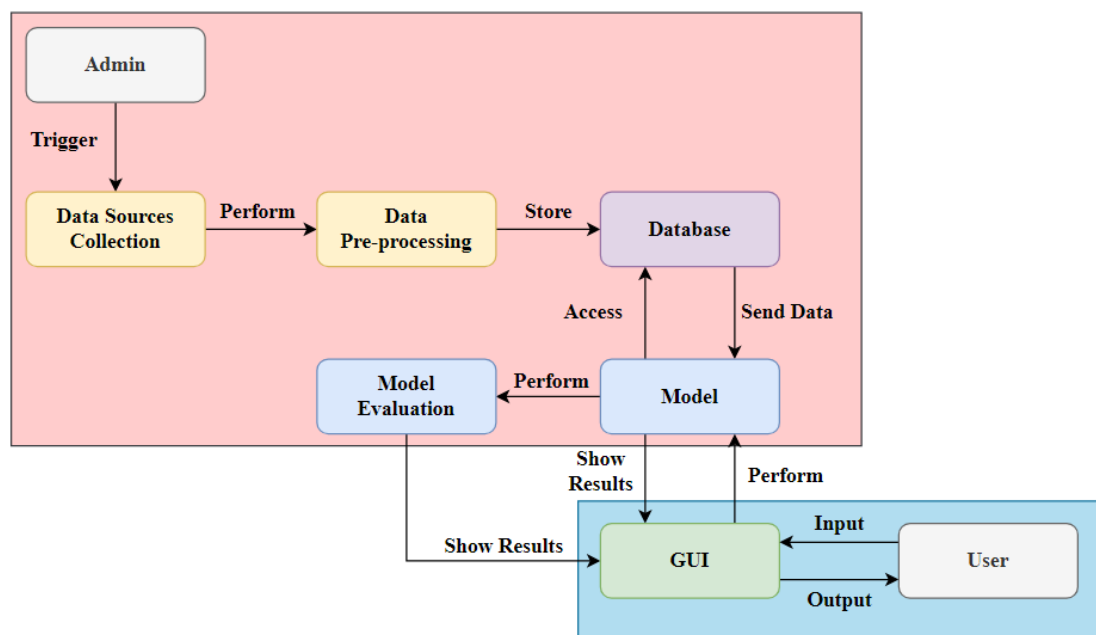 Admin
Trigger
Data Sources
Collection
Perform
Data
Pre-processing
Store
Database
Access
Send Data
Model
Evaluation
Perform
Model
Show
Results
Perform
Show Results
GUI
Input
Output
User